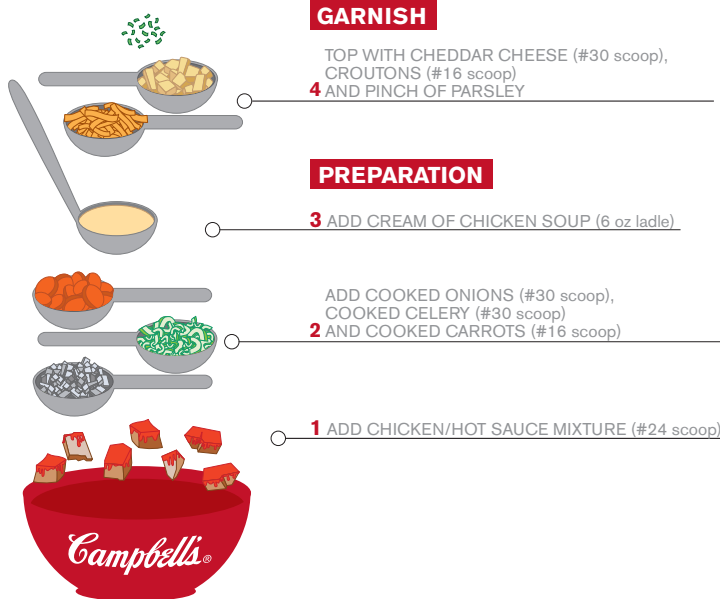 GARNISH
TOP WITH CHEDDAR CHEESE (#30 scoop),
CROUTONS (#16 scoop)
4 AND PINCH OF PARSLEY
PREPARATION
3 ADD CREAM OF CHICKEN SOUP (6 oz ladle)
ADD COOKED ONIONS (#30 scoop),
COOKED CELERY (#30 scoop)
2 AND COOKED CARROTS (#16 scoop)
1 ADD CHICKEN/HOT SAUCE MIXTURE (#24 scoop)
Campbell's®